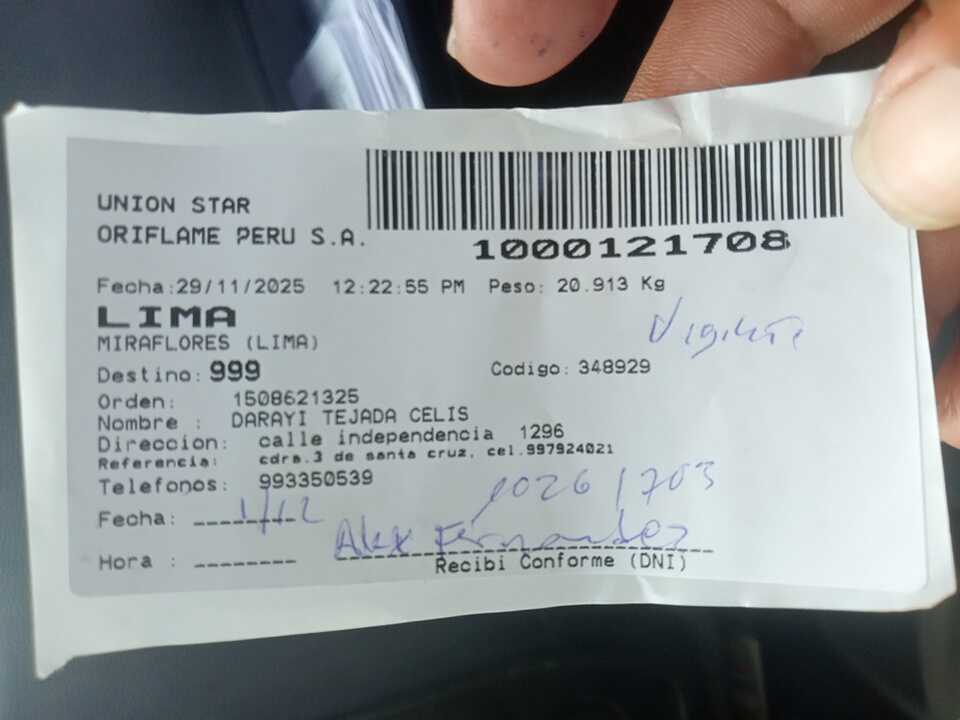 UNION STAR
ORIFLAME PERU S.A.
1000121708
Fecha:29/11/2025 12:22:55 PM Peso: 20.913 Kg
LIMA
MIRAFLORES (LIMA)
Destino: 999
Codigo: 348929
Orden: 1508621325
Nombre : DARAYI TEJADA CELIS
Direccion: calle independencia 1296
Referencia: cdra.3 de santa cruz, cel.997924021
Telefonos: 993350539
10261703
Fecha: 1/12
Alex Fernandez
Hora :
Recibi Conforme (DNI)